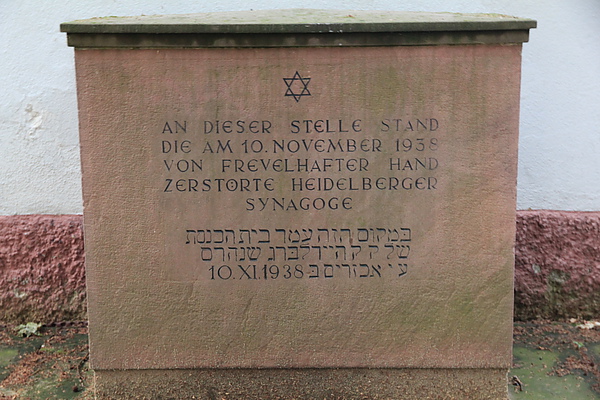 AN DIESER STELLE STAND
DIE AM 10. NOVEMBER 1938
VON FREVELHAFTER HAND
ZERSTÖRTE HEIDELBERGER
SYNAGOGE
במקום הזה עמד בית הכנסת
של ק ק הידלברג שנהרס
ע י אכזרים ב 10.XI.1938